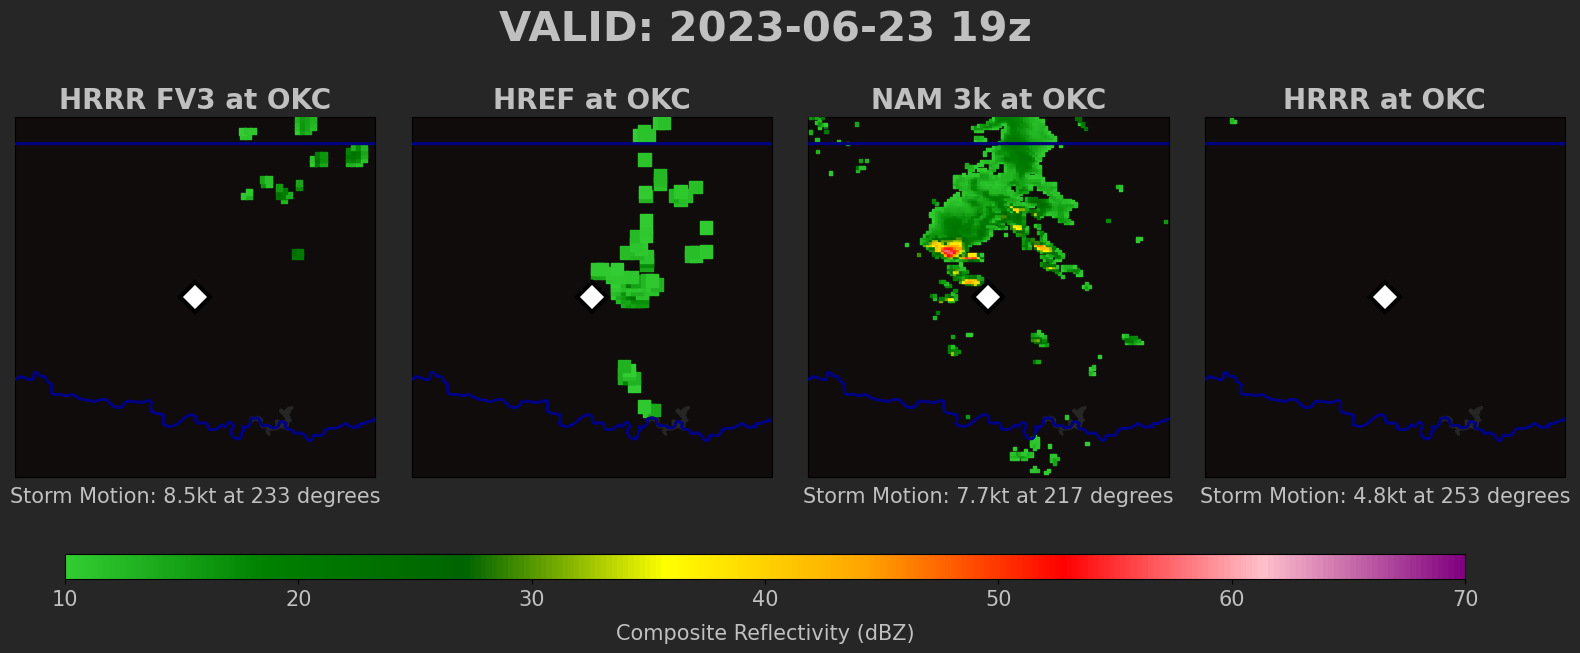 VALID: 2023-06-23 19z
HRRR FV3 at OKC
HREF at OKC
NAM 3k at OKC
HRRR at OKC
Storm Motion: 8.5kt at 233 degrees
Storm Motion: 7.7kt at 217 degrees
Storm Motion: 4.8kt at 253 degrees
10 20 30 40 50 60 70
Composite Reflectivity (dBZ)